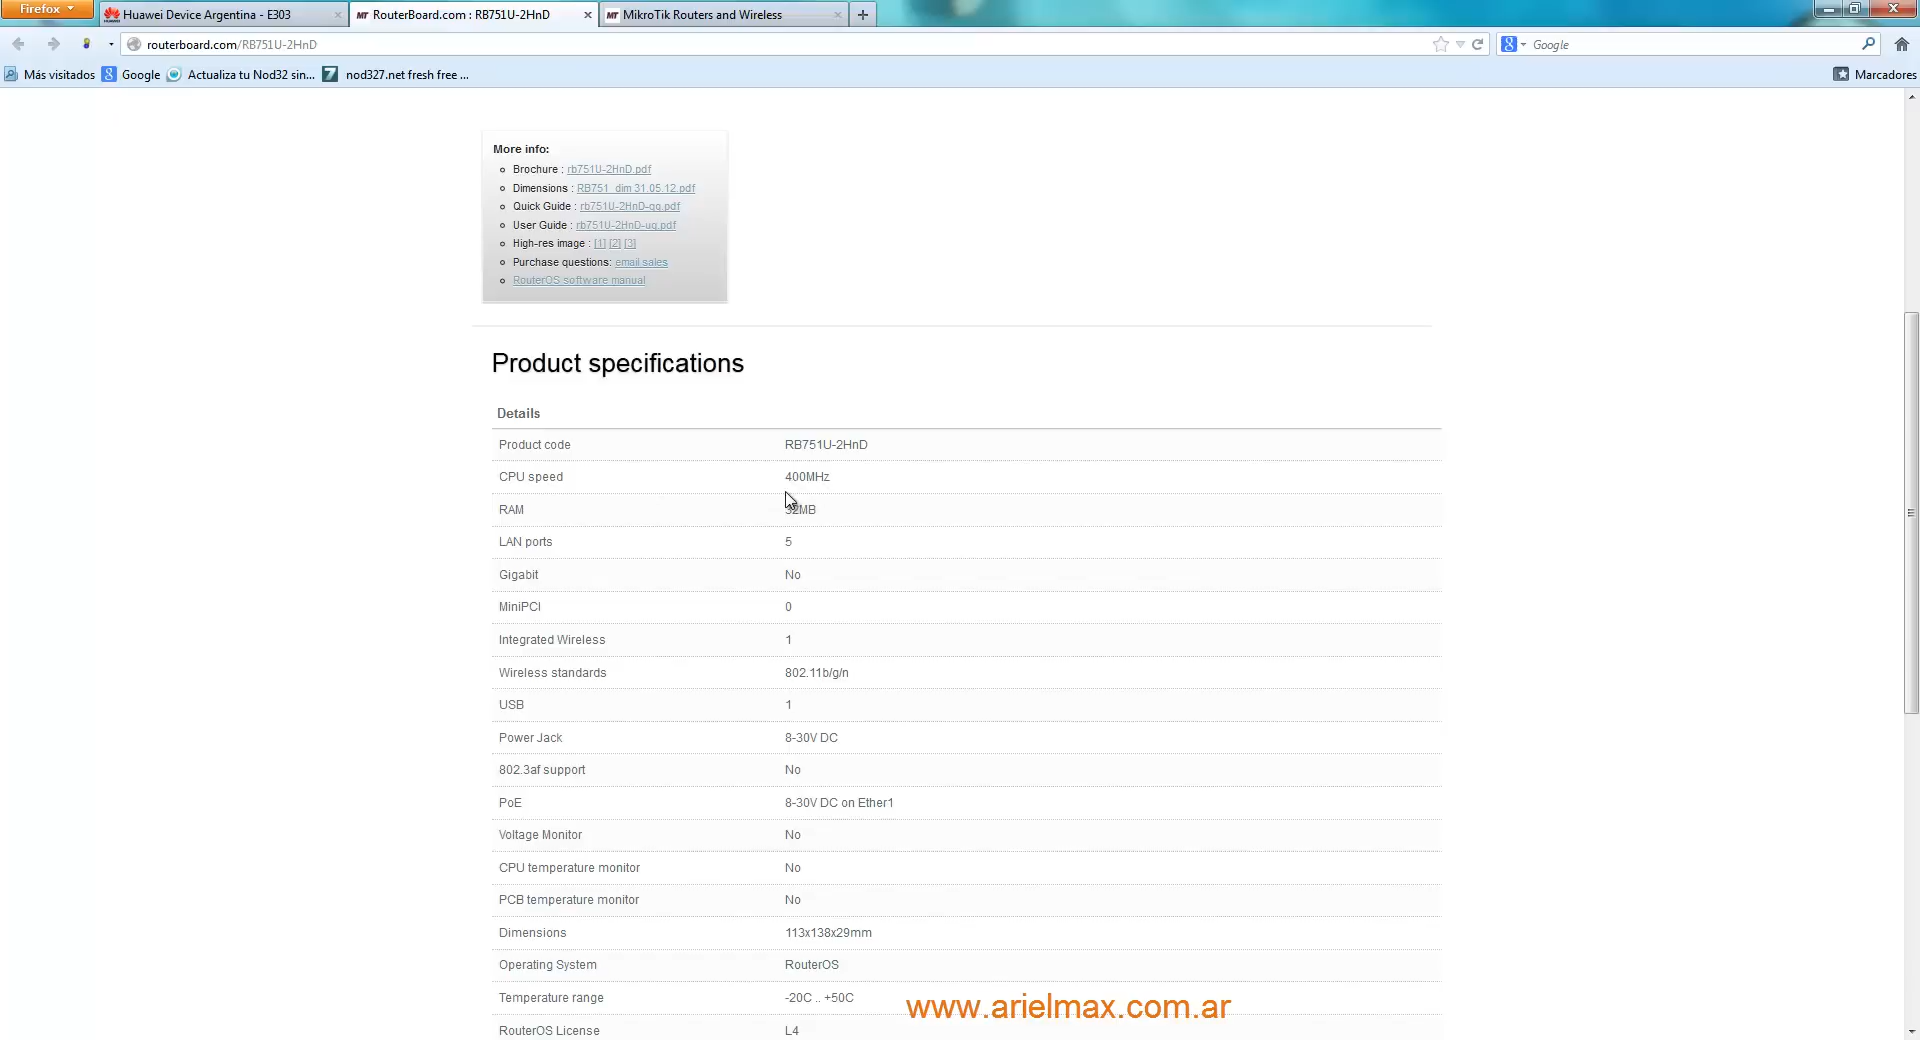 Firefox
Huawei Device Argentina - E303
RouterBoard.com : RB751U-2HnD
MikroTik Routers and Wireless
routerboard.com/RB751U-2HnD
Google
Más visitados
Google
Actualiza tu Nod32 sin...
nod327.net fresh free ...
Marcadores
More info:
Brochure : rb751U-2HnD.pdf
Dimensions : RB751_dim 31.05.12.pdf
Quick Guide : rb751U-2HnD-qg.pdf
User Guide : rb751U-2HnD-ug.pdf
High-res image : [1] [2] [3]
Purchase questions: email sales
RouterOS software manual
Product specifications
Details
Product code RB751U-2HnD
CPU speed 400MHz
RAM 32MB
LAN ports 5
Gigabit No
MiniPCI 0
Integrated Wireless 1
Wireless standards 802.11b/g/n
USB 1
Power Jack 8-30V DC
802.3af support No
PoE 8-30V DC on Ether1
Voltage Monitor No
CPU temperature monitor No
PCB temperature monitor No
Dimensions 113x138x29mm
Operating System RouterOS
Temperature range -20C .. +50C
www.arielmax.com.ar
RouterOS License L4